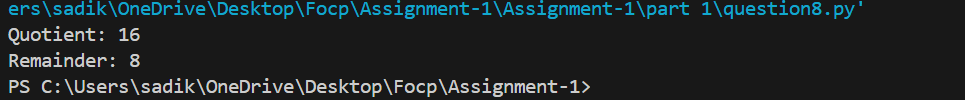 ers\sadik\OneDrive\Desktop\Focp\Assignment-1\Assignment-1\part 1\question8.py'
Quotient: 16
Remainder: 8
PS C:\Users\sadik\OneDrive\Desktop\Focp\Assignment-1>